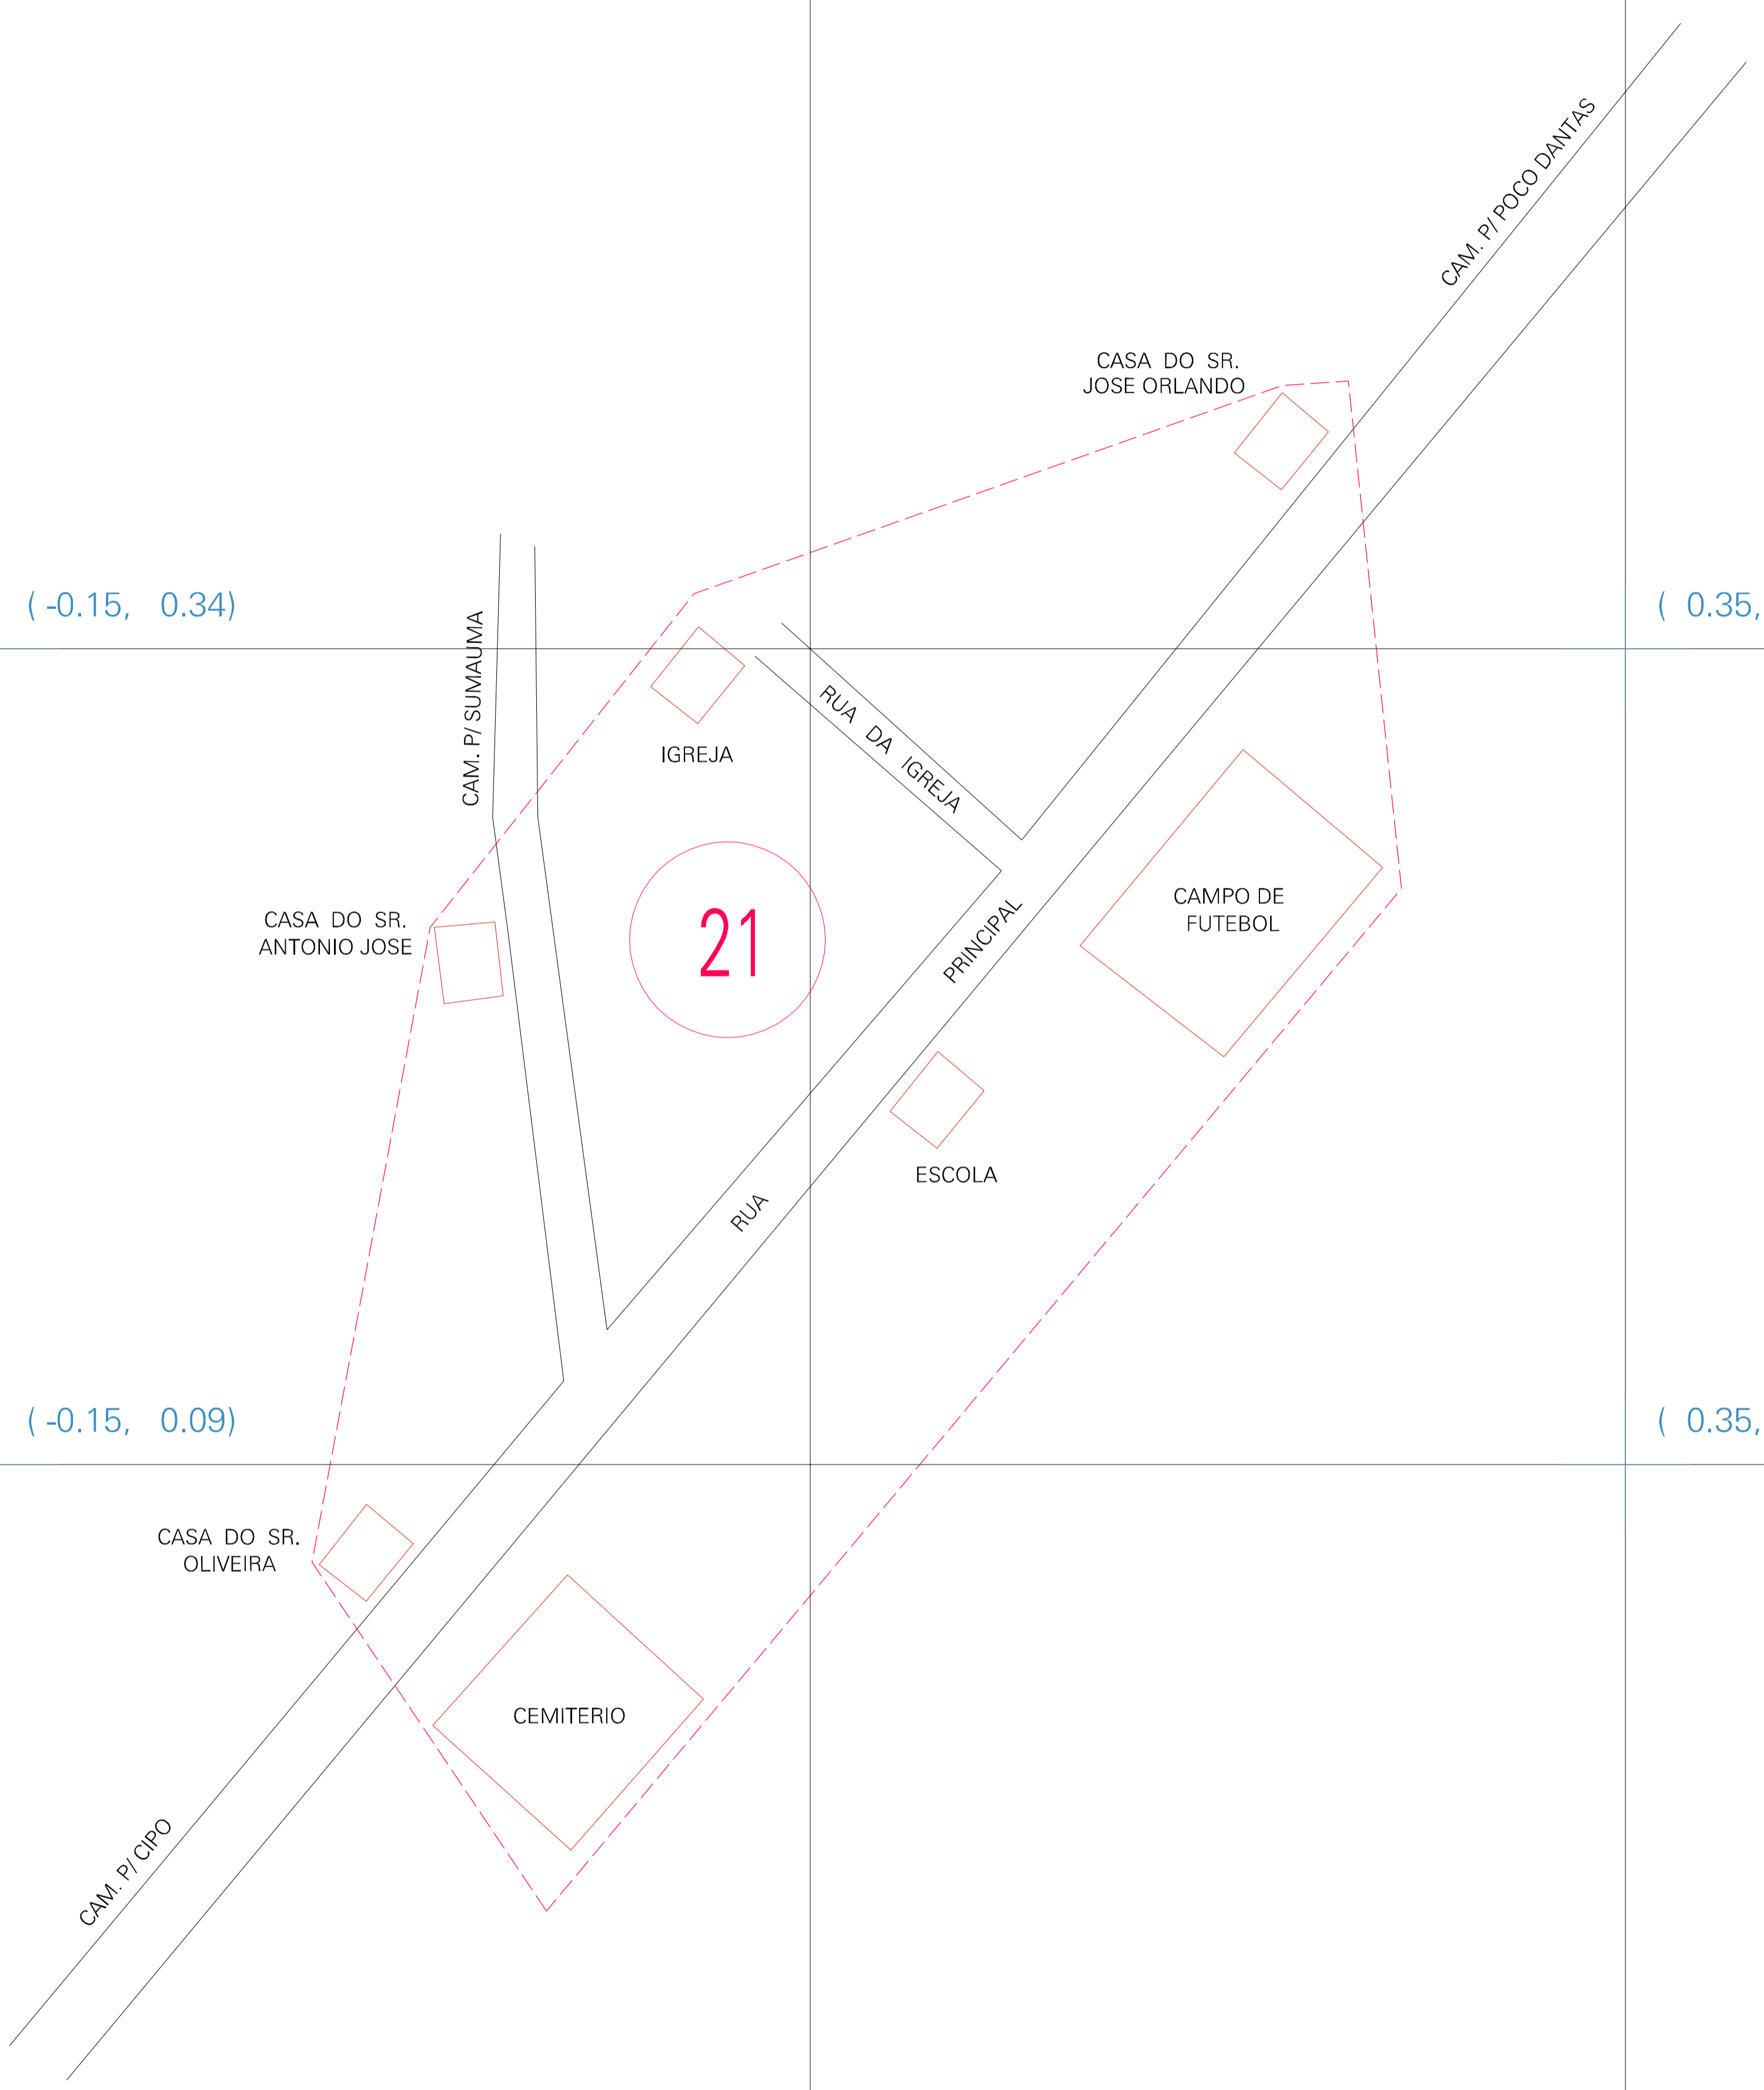 CAM. P/ POCO DANTAS
CASA DO SR.
JOSE ORLANDO
( -0.15, 0.34)
( 0.35,
CAM. P/ SUMAUMA
RUA DA IGREJA
IGREJA
CAMPO DE
FUTEBOL
CASA DO SR.
ANTONIO JOSE
21
RUA PRINCIPAL
ESCOLA
( -0.15, 0.09)
( 0.35,
CASA DO SR.
OLIVEIRA
CEMITERIO
CAM. P/ CIPO